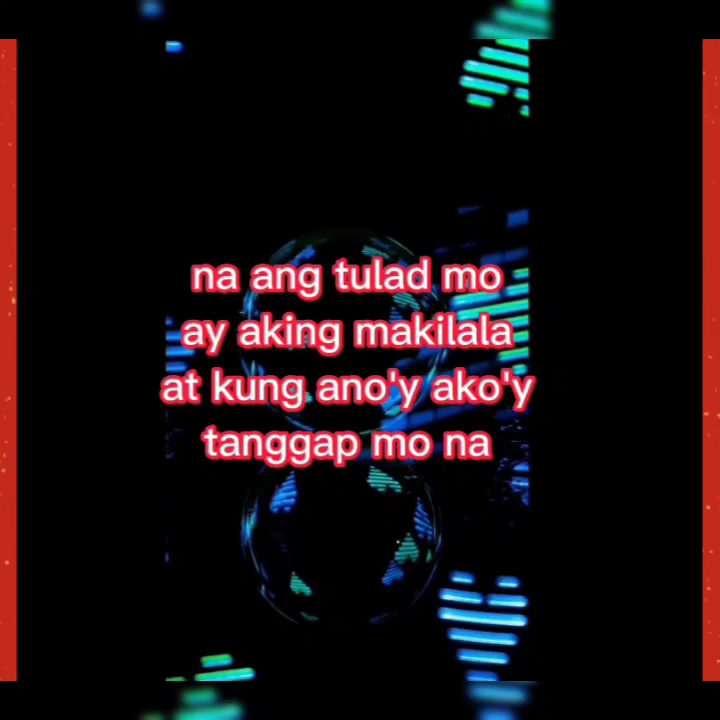 na ang tulad mo
ay aking makilala
at kung ano'y ako'y
tanggap mo na